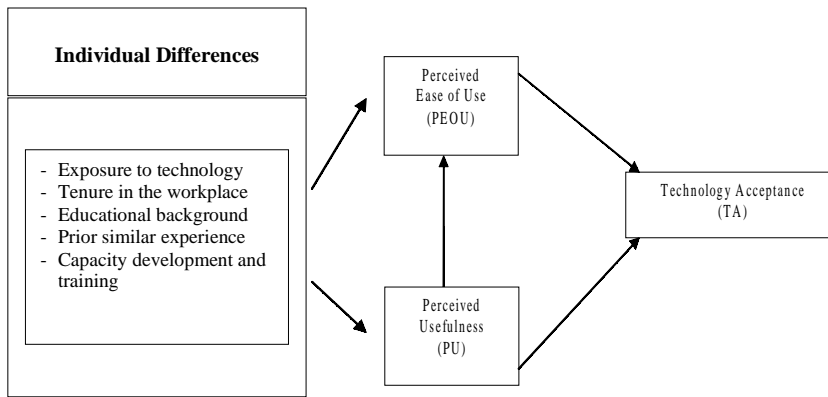 Individual Differences
- Exposure to technology
- Tenure in the workplace
- Educational background
- Prior similar experience
- Capacity development and
training
Perceived
Ease of Use
(PEOU)
Perceived
Usefulness
(PU)
Technology Acceptance
(TA)